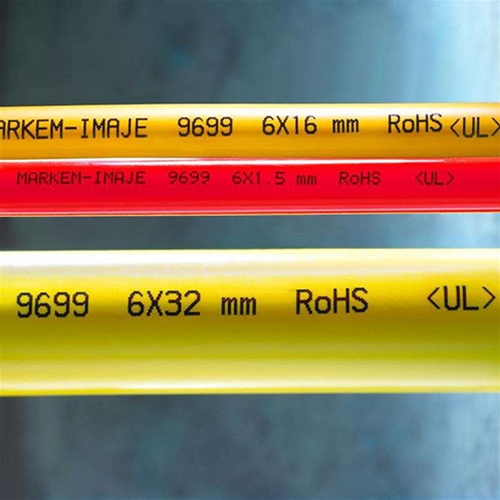 ARKEM-IMAJE 9699 6X16 mm RoHS <UL>
MARKEM-IMAJE 9699 6X1.5 mm RoHS <UL>
9699 6X32 mm RoHS <UL>